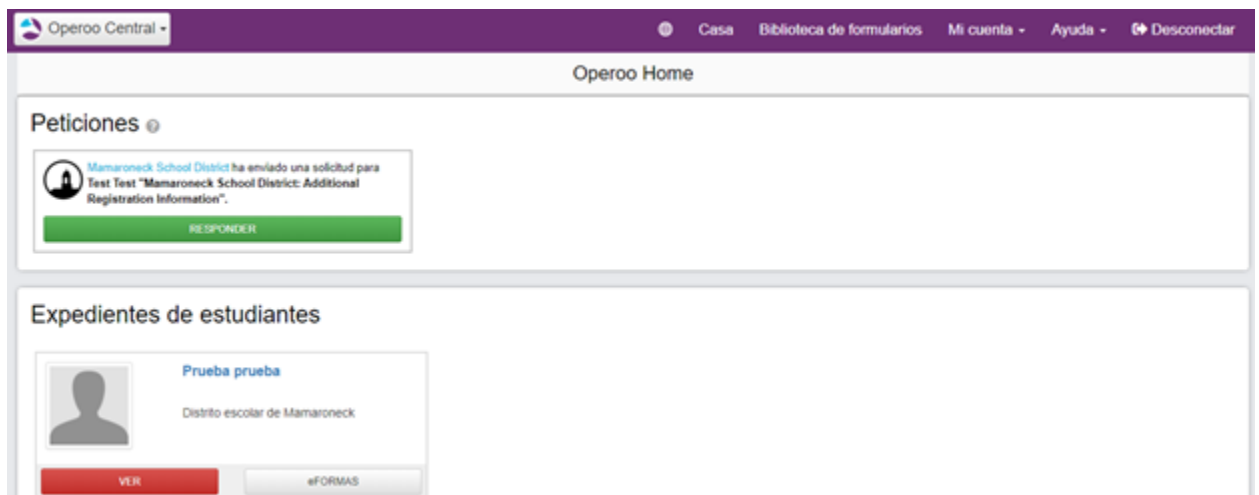 Operoo Central
Casa
Biblioteca de formularios
Mi cuenta
Ayuda
Desconectar
Operoo Home
Peticiones
Mamaroneck School District ha enviado una solicitud para
Test Test "Mamaroneck School District: Additional
Registration Information".
RESPONDER
Expedientes de estudiantes
Prueba prueba
Distrito escolar de Mamaroneck
VER
eFORMAS